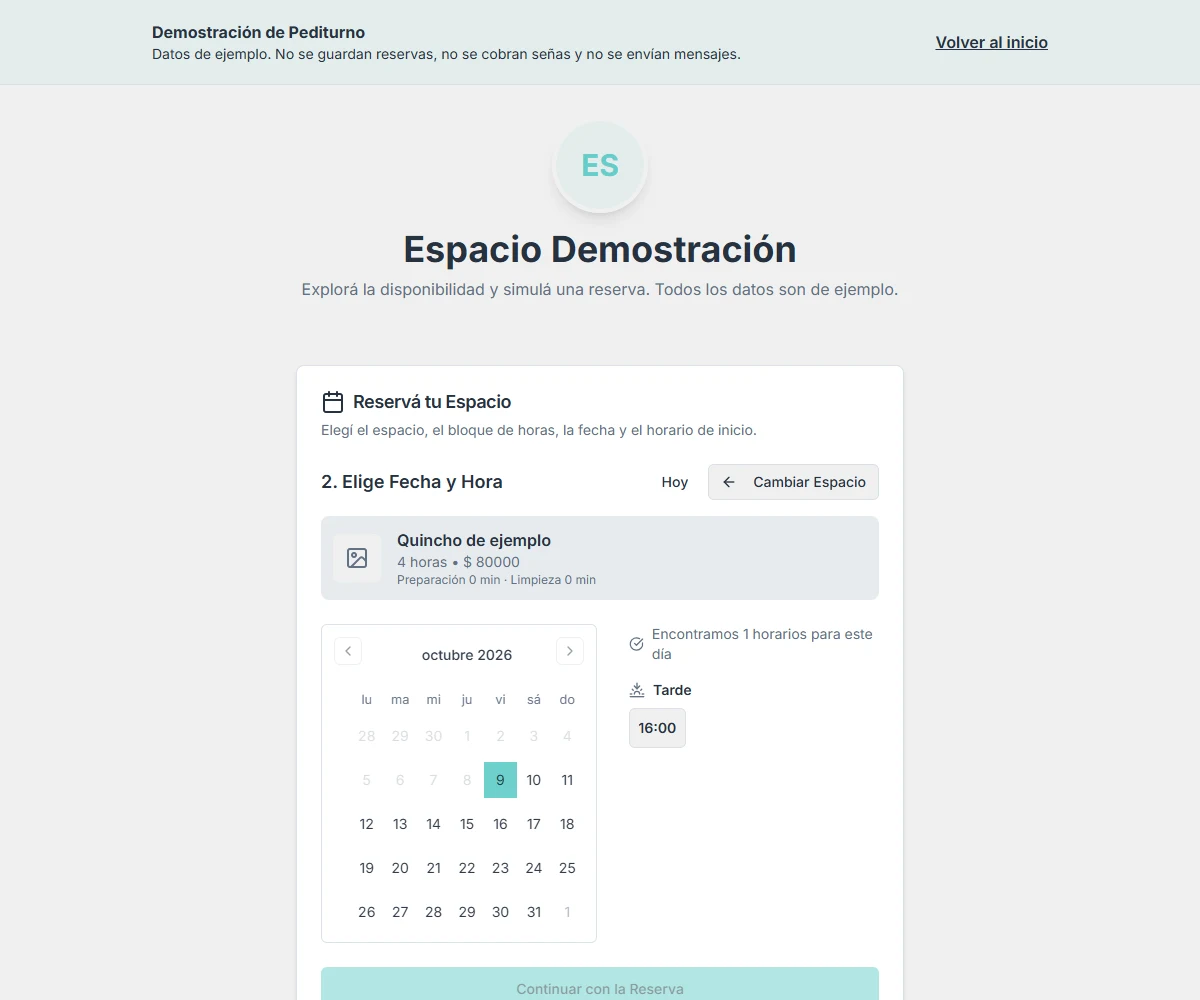 Demostración de Pediturno
Datos de ejemplo. No se guardan reservas, no se cobran señas y no se envían mensajes.
Volver al inicio
ES
Espacio Demostración
Explorá la disponibilidad y simulá una reserva. Todos los datos son de ejemplo.
Reservá tu Espacio
Elegí el espacio, el bloque de horas, la fecha y el horario de inicio.
2. Elige Fecha y Hora
Hoy
Cambiar Espacio
Quincho de ejemplo
4 horas • $ 80000
Preparación 0 min · Limpieza 0 min
octubre 2026
lu ma mi ju vi sá do
28 29 30 1 2 3 4
5 6 7 8 9 10 11
12 13 14 15 16 17 18
19 20 21 22 23 24 25
26 27 28 29 30 31 1
Encontramos 1 horarios para este
día
Tarde
16:00
Continuar con la Reserva